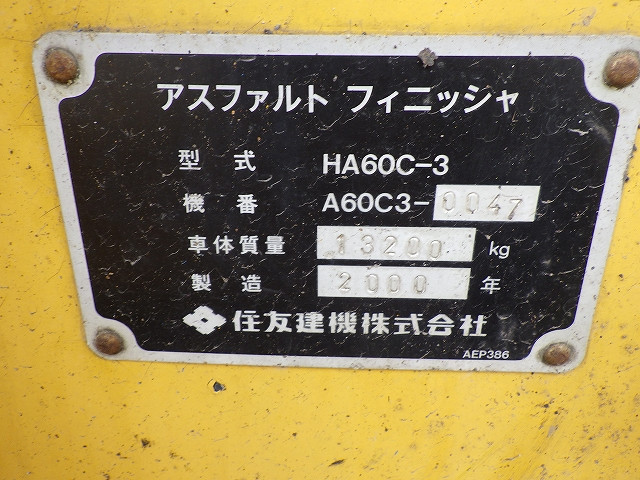 アスファルト フィニッシャ
型式 HA60C-3
機番 A60C3-0047
車体質量 13200 kg
製造 2000 年
住友建機株式会社
AEP386